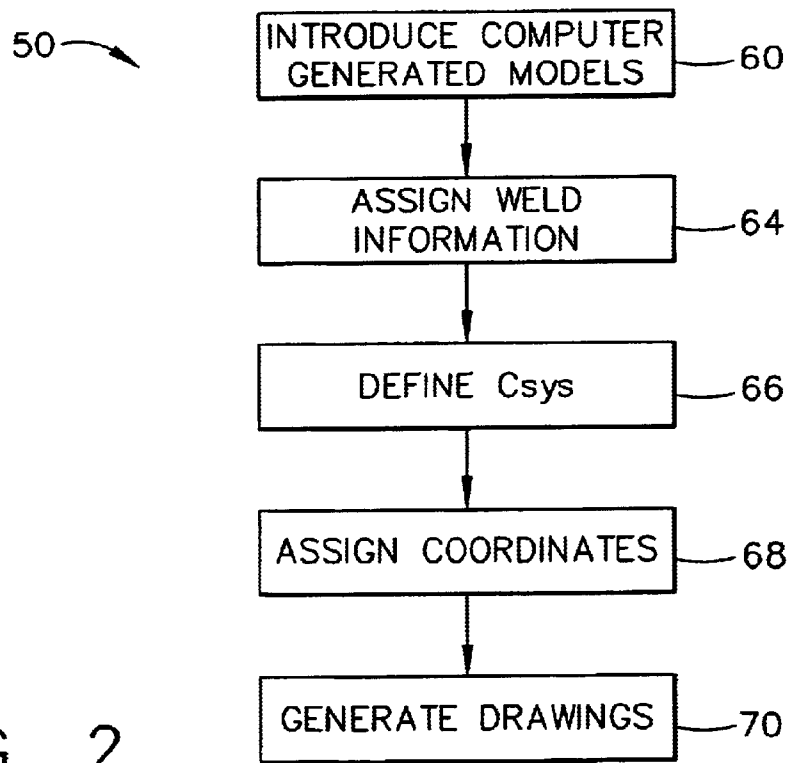 50
INTRODUCE COMPUTER
GENERATED MODELS
60
ASSIGN WELD
INFORMATION
64
DEFINE Csys
66
ASSIGN COORDINATES
68
GENERATE DRAWINGS
70
2